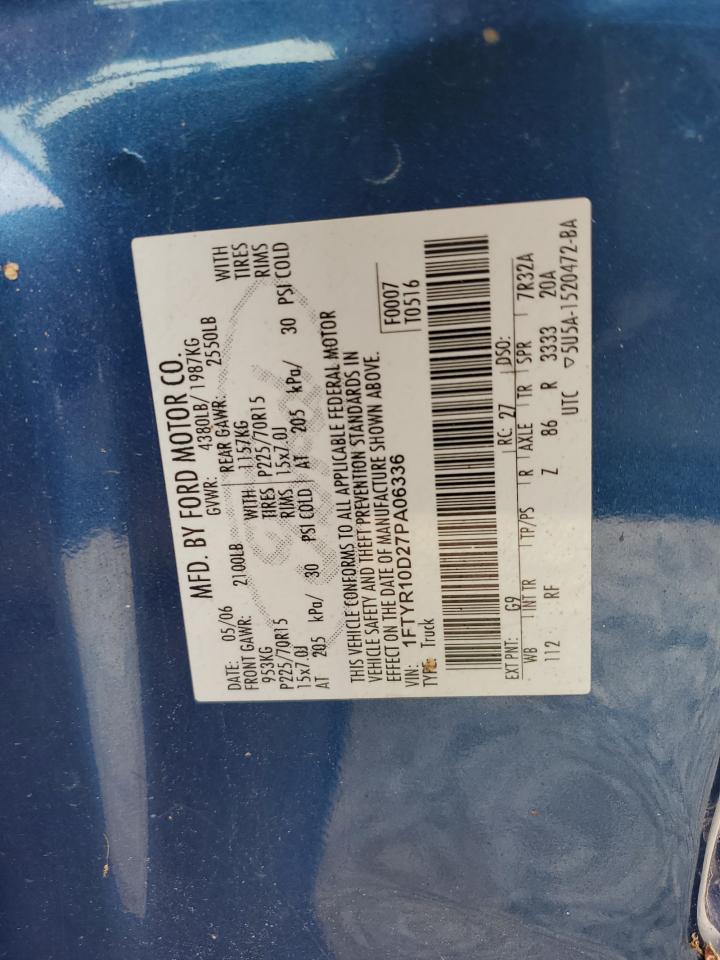 MFD. BY FORD MOTOR CO.
DATE: 05/06 GVWR: 4380LB/ 1987KG
FRONT GAWR: 2100LB REAR GAWR: 2550LB
953KG WITH 1157KG WITH
P225/70R15 TIRES P225/70R15 TIRES
15x7.0J RIMS 15x7.0J RIMS
AT 205 kPa/ 30 PSI COLD AT 205 kPa/ 30 PSI COLD
THIS VEHICLE CONFORMS TO ALL APPLICABLE FEDERAL MOTOR
VEHICLE SAFETY AND THEFT PREVENTION STANDARDS IN
EFFECT ON THE DATE OF MANUFACTURE SHOWN ABOVE.
VIN: 1FTYR10D27PA06336 F0007
TYPE: Truck T0516
EXT PNT: G9 RC: 27 DSO:
WB INT TR TP/PS R AXLE TR SPR 7R32A
112 RF Z 86 R 3333 20A
UTC ▽5U5A-1520472-BA